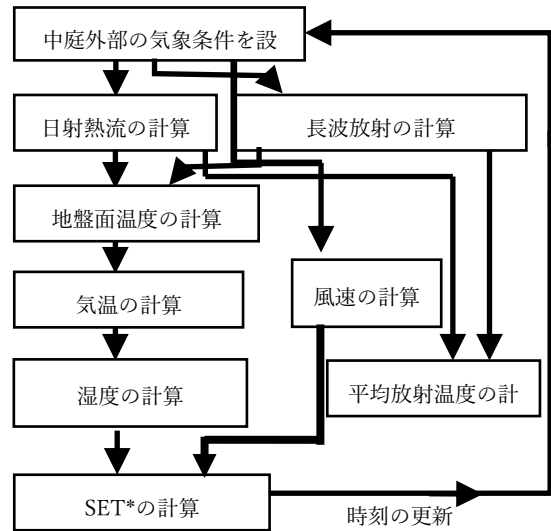 中庭外部の気象条件を設
日射熱流の計算
長波放射の計算
地盤面温度の計算
気温の計算
風速の計算
湿度の計算
平均放射温度の計
SET*の計算
時刻の更新